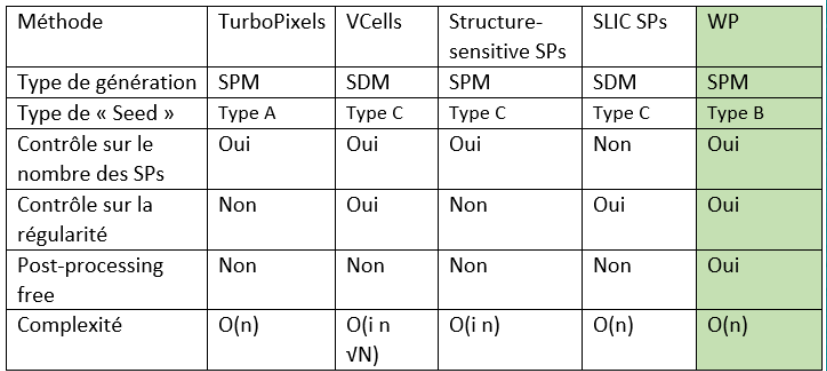 Méthode TurboPixels VCells Structure- SLIC SPs WP
sensitive SPs
Type de génération SPM SDM SPM SDM SPM
Type de « Seed » Type A Type C Type C Type C Type B
Contrôle sur le Oui Oui Oui Non Oui
nombre des SPs
Contrôle sur la Non Oui Non Oui Oui
régularité
Post-processing Non Non Non Non Oui
free
Complexité O(n) O(i n O(i n) O(n) O(n)
√N)